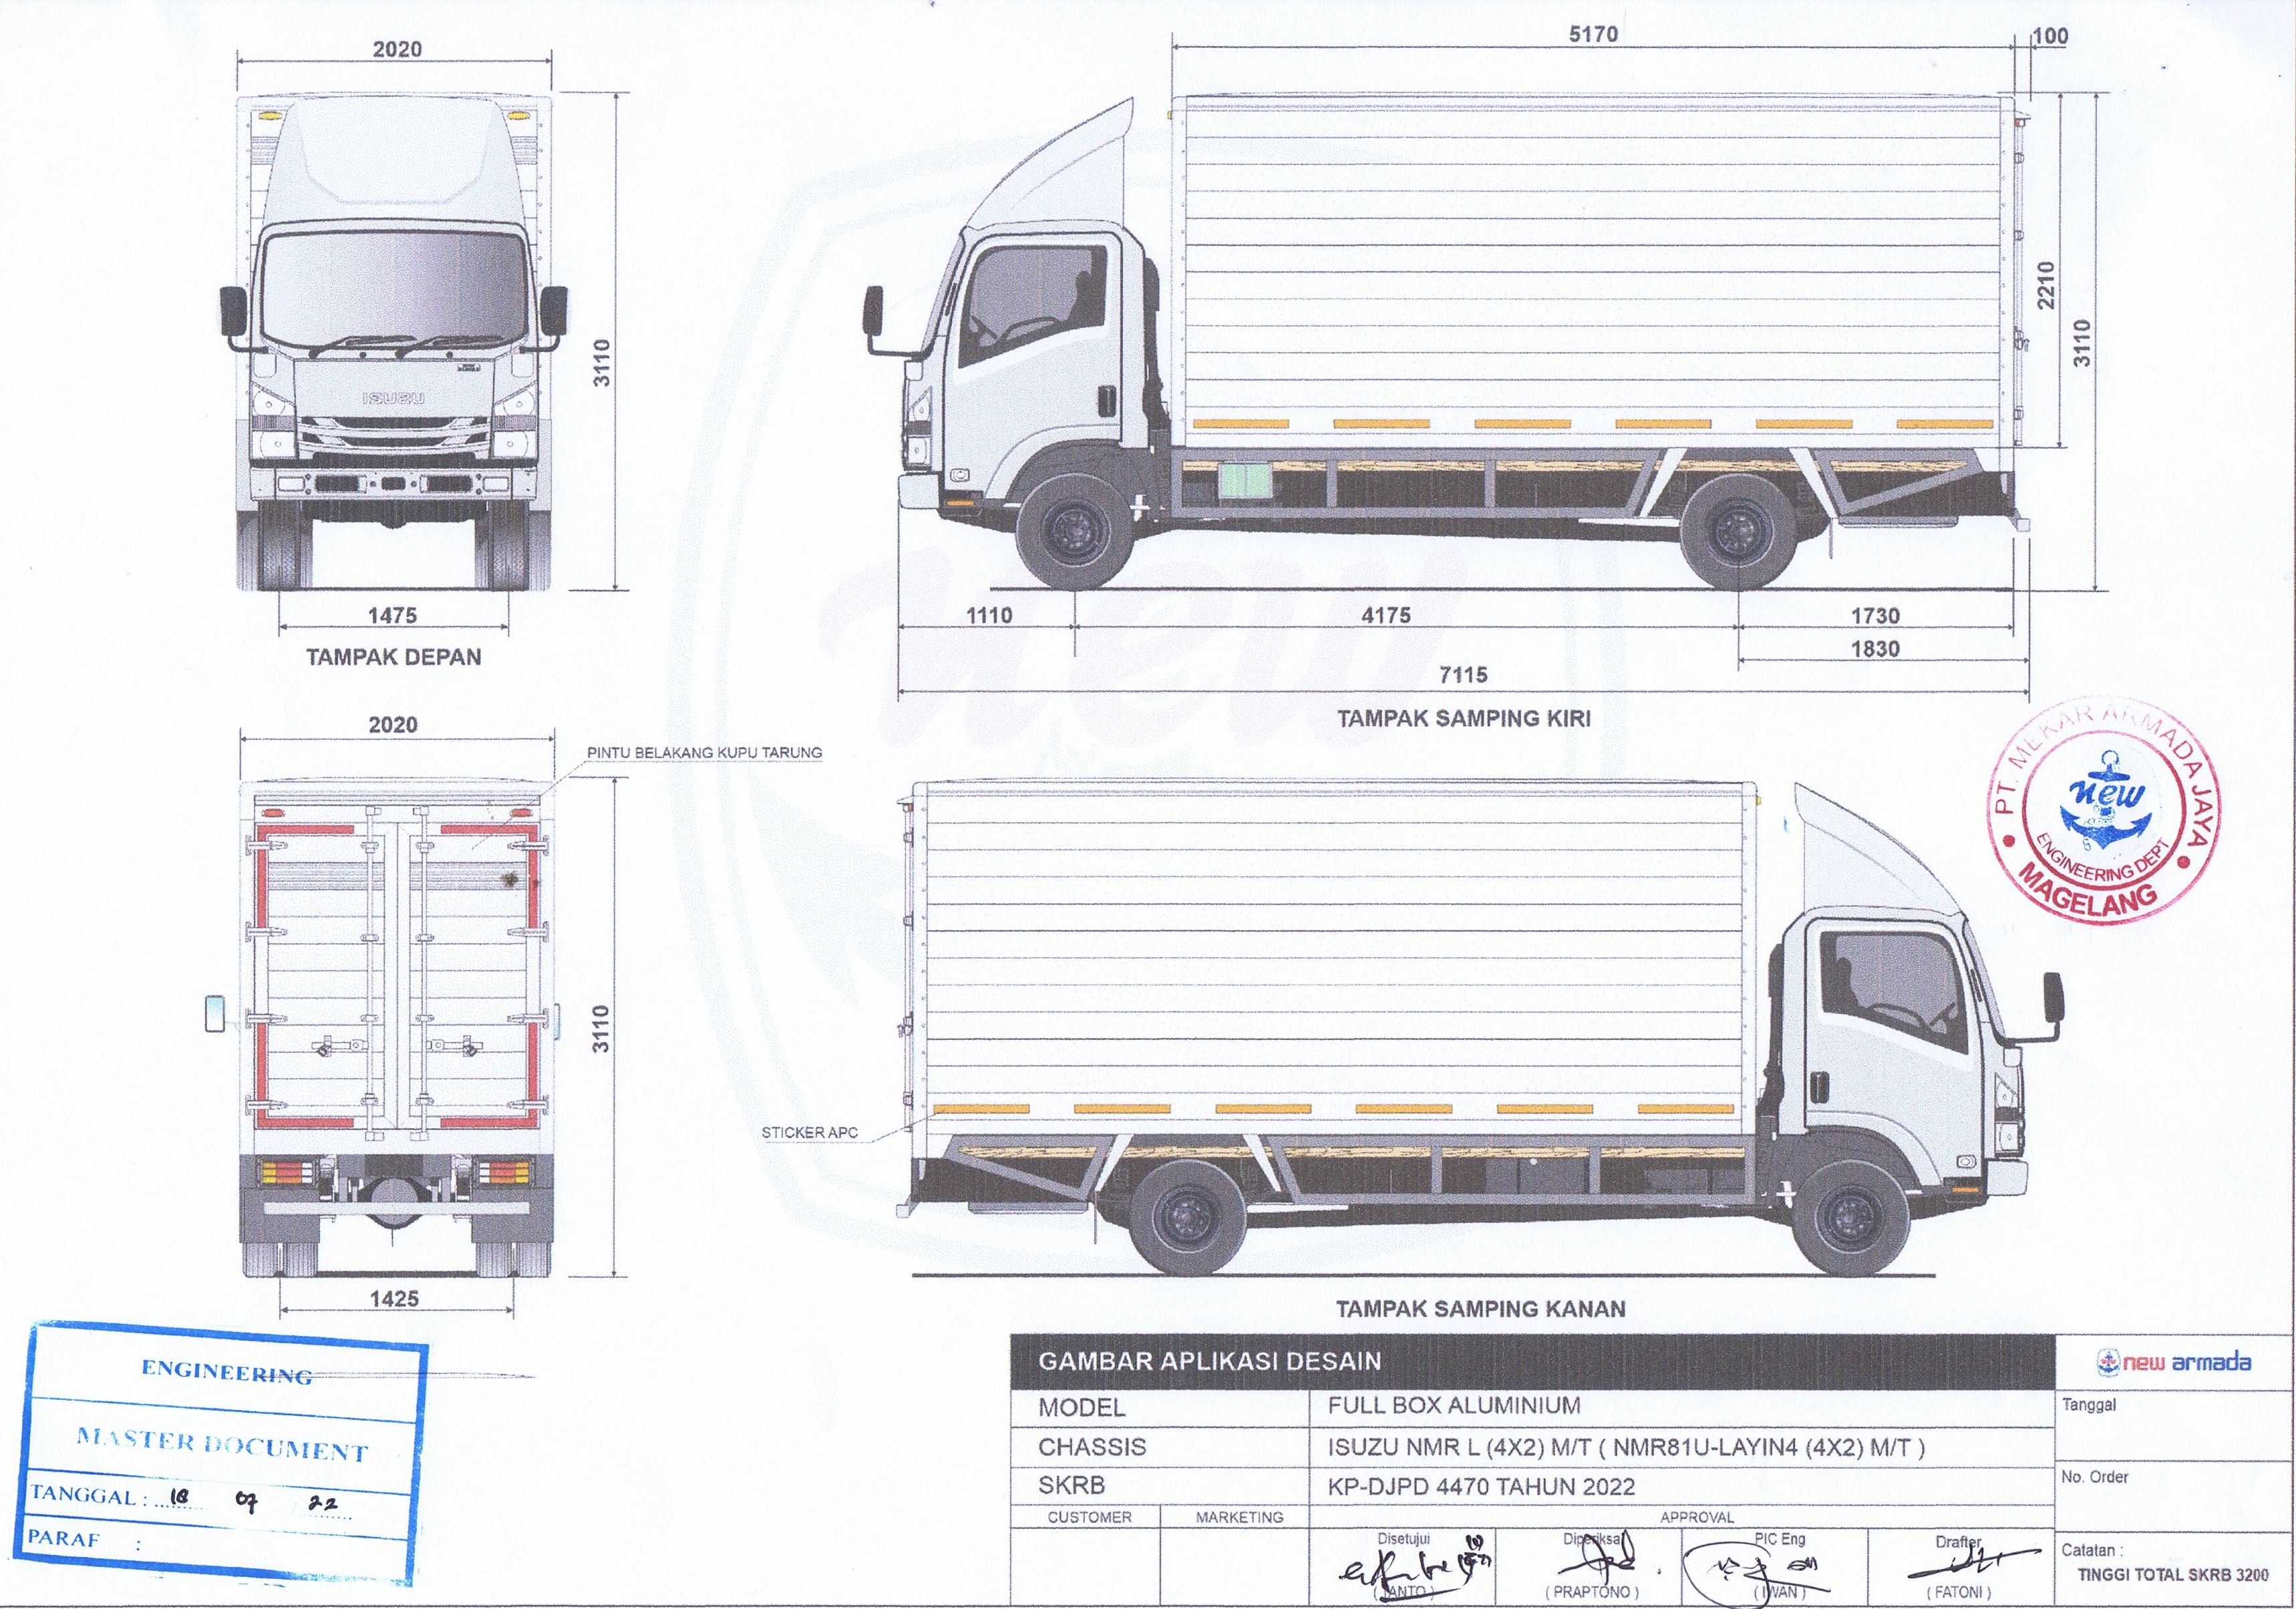 2020
3110
ISUZU
1475
TAMPAK DEPAN
5170
100
2210
3110
1110
4175
1730
1830
7115
TAMPAK SAMPING KIRI
2020
PINTU BELAKANG KUPU TARUNG
3110
1425
STICKER APC
TAMPAK SAMPING KANAN
PT. MEKAR ARMADA JAYA
new
ENGINEERING DEPT
MAGELANG
ENGINEERING
MASTER DOCUMENT
TANGGAL : 18 07 22
PARAF :
GAMBAR APLIKASI DESAIN
MODEL FULL BOX ALUMINIUM
CHASSIS ISUZU NMR L (4X2) M/T ( NMR81U-LAYIN4 (4X2) M/T )
SKRB KP-DJPD 4470 TAHUN 2022
CUSTOMER MARKETING APPROVAL
Disetujui Diperiksa PIC Eng Drafter
( IANTO ) ( PRAPTONO ) ( IWAN ) ( FATONI )
new armada
Tanggal
No. Order
Catatan :
TINGGI TOTAL SKRB 3200